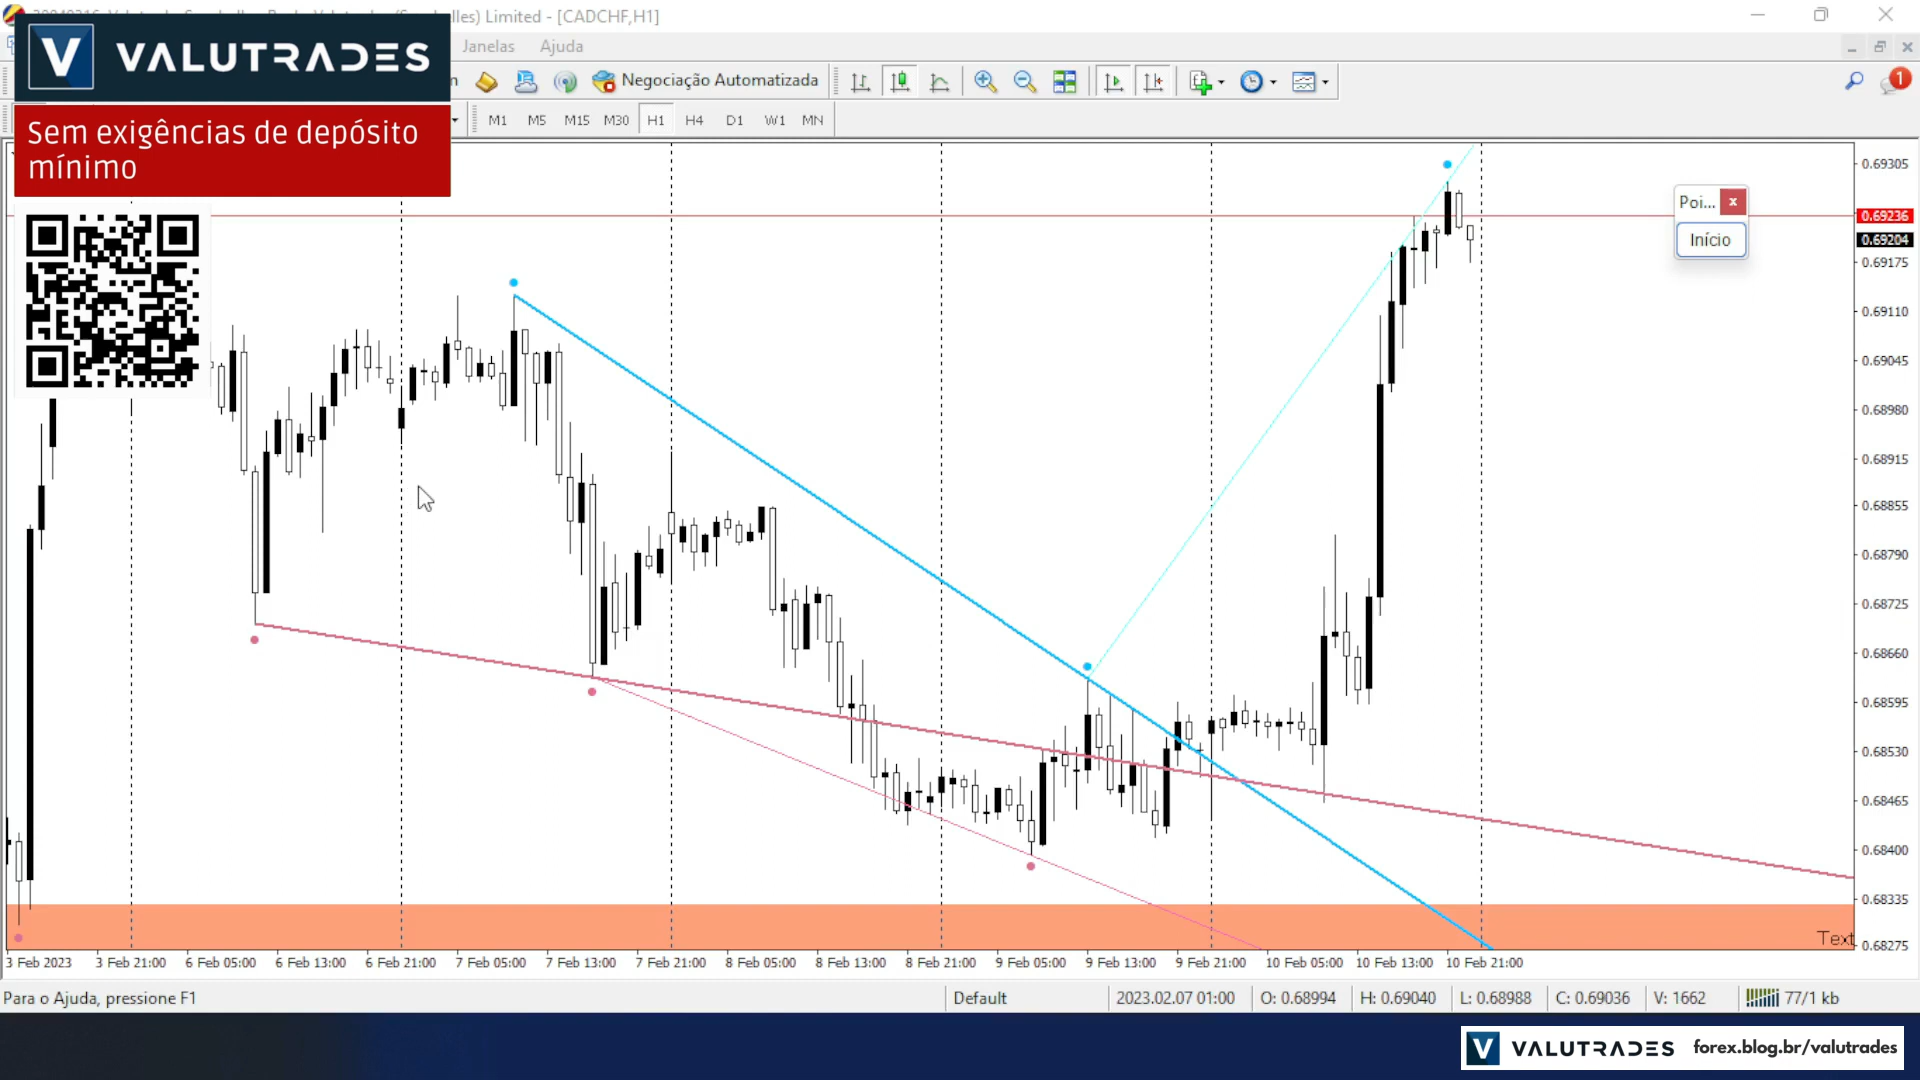 lles) Limited - [CADCHF,H1]
VALUTRADES
Janelas Ajuda
Negociação Automatizada
1
M1 M5 M15 M30 H1 H4 D1 W1 MN
Sem exigências de depósito
mínimo
Poi... x
Início
0.69305
0.69236
0.69204
0.69175
0.69110
0.69045
0.68980
0.68915
0.68855
0.68790
0.68725
0.68660
0.68595
0.68530
0.68465
0.68400
0.68335
0.68275
Text
3 Feb 2023 3 Feb 21:00 6 Feb 05:00 6 Feb 13:00 6 Feb 21:00 7 Feb 05:00 7 Feb 13:00 7 Feb 21:00 8 Feb 05:00 8 Feb 13:00 8 Feb 21:00 9 Feb 05:00 9 Feb 13:00 9 Feb 21:00 10 Feb 05:00 10 Feb 13:00 10 Feb 21:00
Para o Ajuda, pressione F1 Default 2023.02.07 01:00 O: 0.68994 H: 0.69040 L: 0.68988 C: 0.69036 V: 1662 77/1 kb
VALUTRADES forex.blog.br/valutrades